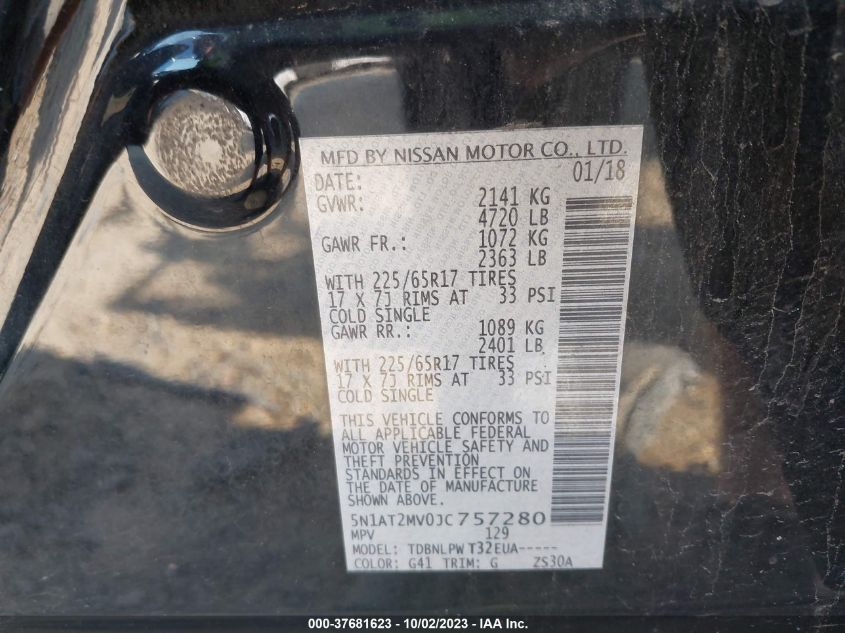 MFD BY NISSAN MOTOR CO., LTD.
DATE: 01/18
GVWR: 2141 KG
4720 LB
GAWR FR.: 1072 KG
2363 LB
WITH 225/65R17 TIRES
17 X 7J RIMS AT 33 PSI
COLD SINGLE
GAWR RR.: 1089 KG
2401 LB
WITH 225/65R17 TIRES
17 X 7J RIMS AT 33 PSI
COLD SINGLE
THIS VEHICLE CONFORMS TO
ALL APPLICABLE FEDERAL
MOTOR VEHICLE SAFETY AND
THEFT PREVENTION
STANDARDS IN EFFECT ON
THE DATE OF MANUFACTURE
SHOWN ABOVE.
5N1AT2MV0JC757280
MPV 129
MODEL: TDBNLPW T32EUA-----
COLOR: G41 TRIM: G ZS30A
000-37681623 - 10/02/2023 - IAA Inc.